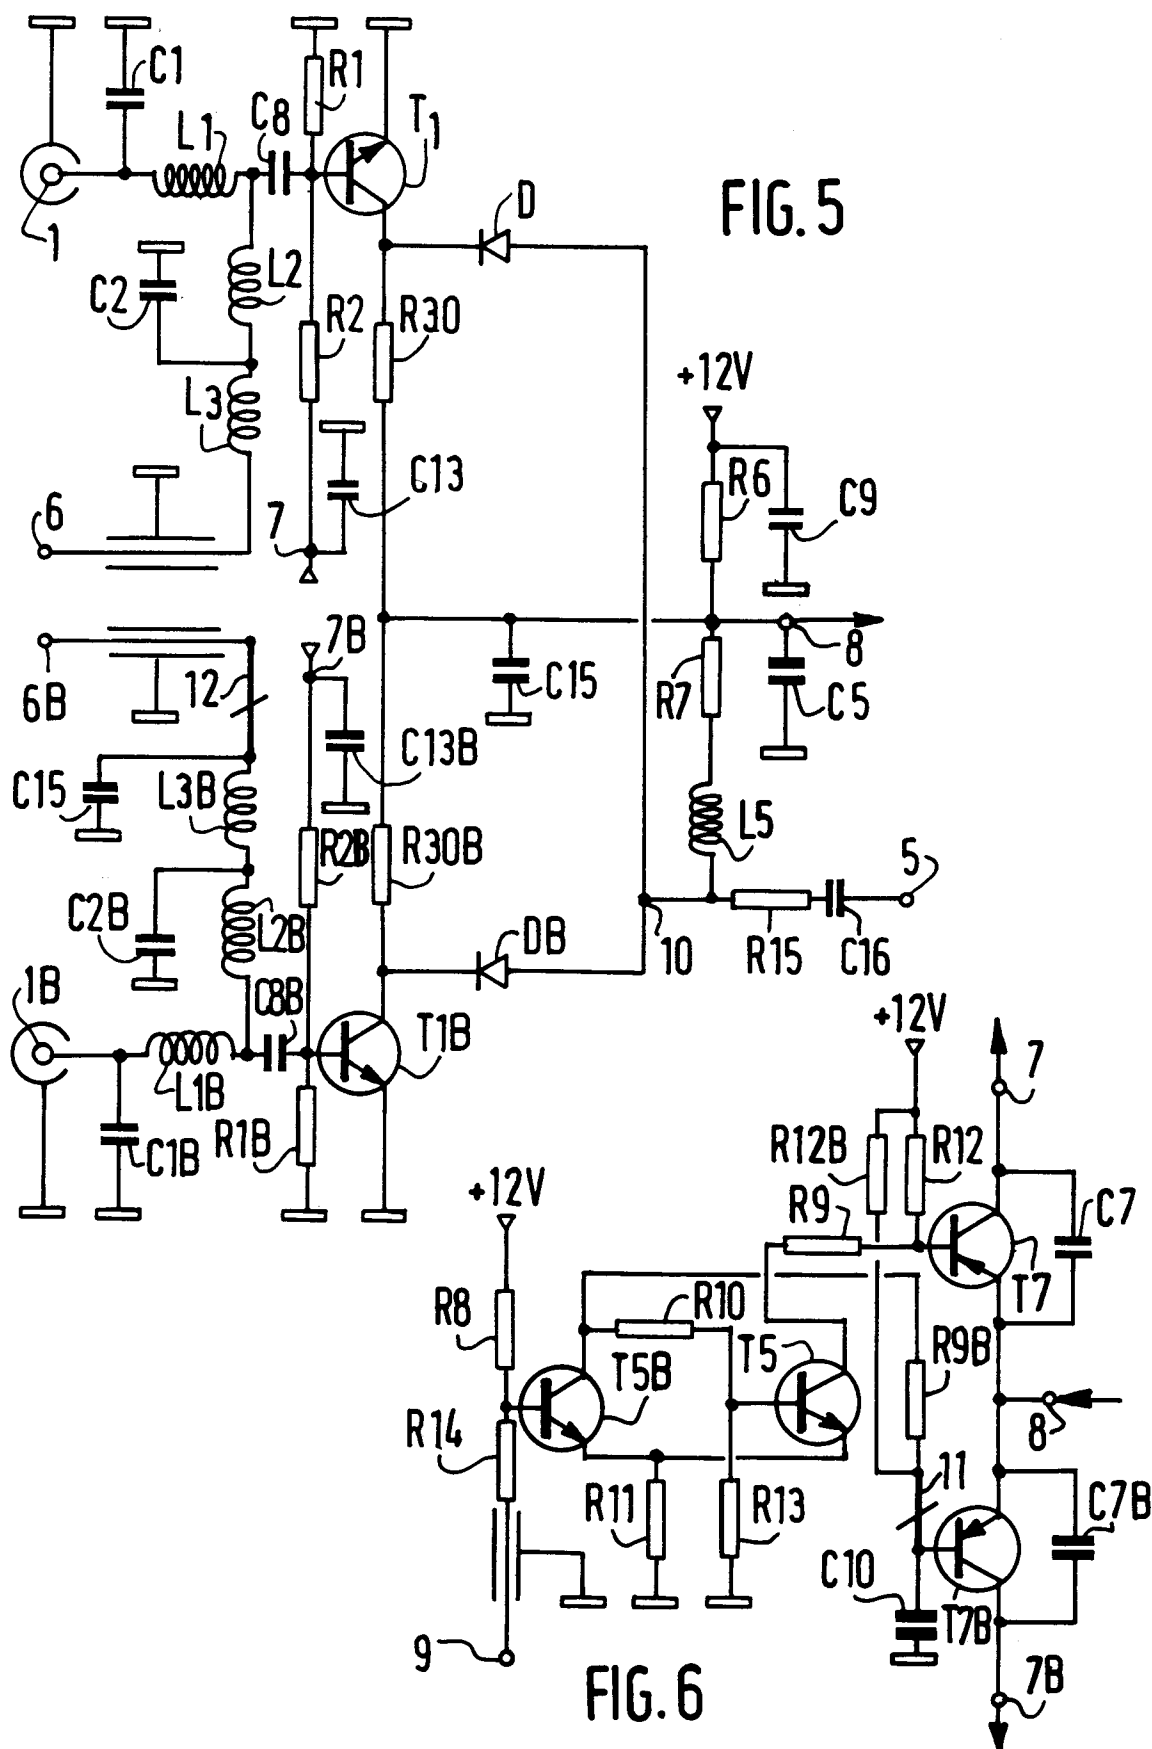 C1
R1
L1
C8
T1
1
D
FIG. 5
C2
L2
R2
R30
L3
+12V
C13
R6
C9
6
7
7B
8
6B
12
C15
R7
C5
C15
L3B
C13B
R2B
R30B
L5
5
C2B
L2B
DB
10
R15
C16
1B
C8B
T1B
+12V
7
L1B
R1B
C1B
R12B
R12
+12V
R9
C7
R8
R10
T7
T5B
T5
R9B
R14
8
11
R11
R13
C7B
C10
T7B
9
FIG. 6
7B